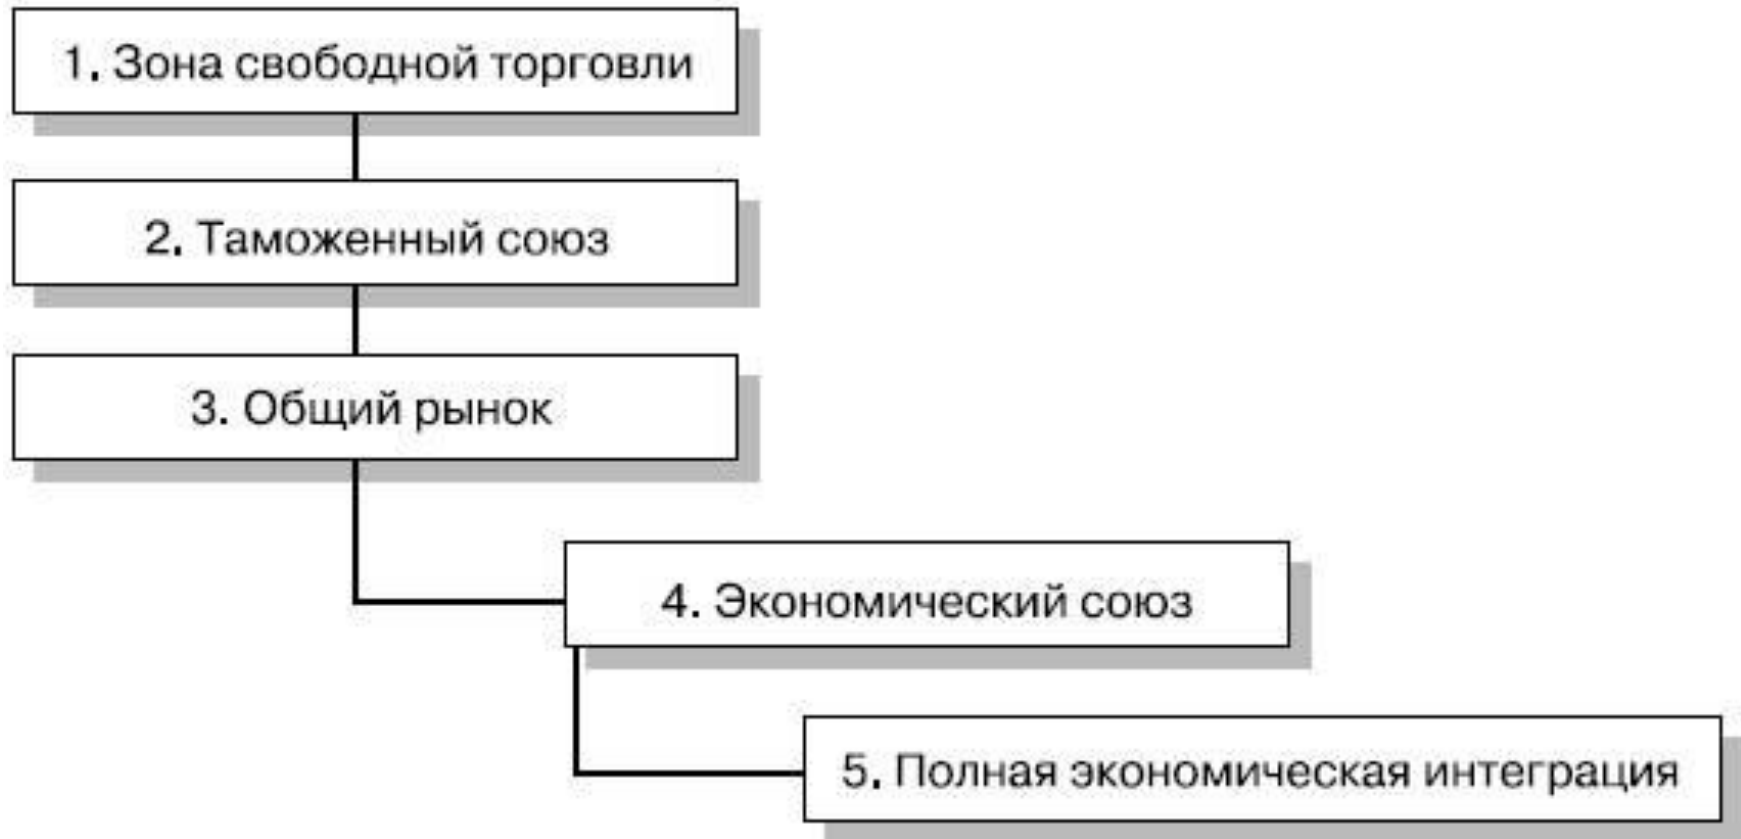 1. Зона свободной торговли
2. Таможенный союз
3. Общий рынок
4. Экономический союз
5. Полная экономическая интеграция